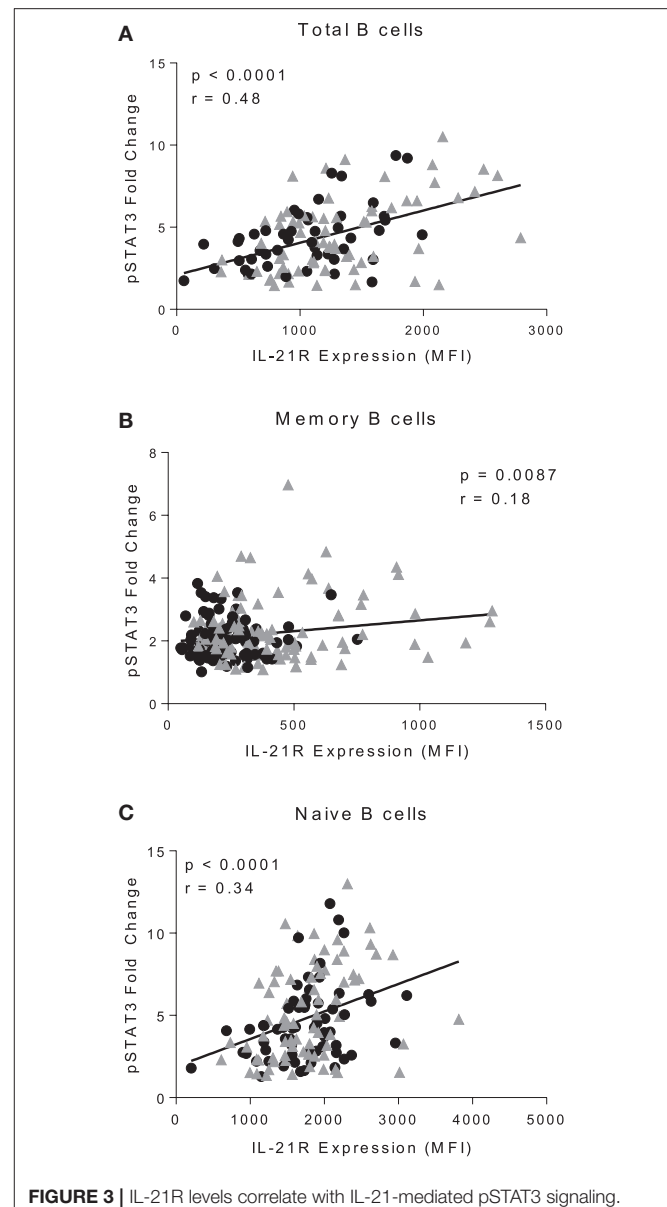 A
Total B cells
p < 0.0001
r = 0.48
15
10
5
0
pSTAT3 Fold Change
0 1000 2000 3000
IL-21R Expression (MFI)
B
Memory B cells
p = 0.0087
r = 0.18
8
6
4
2
0
pSTAT3 Fold Change
0 500 1000 1500
IL-21R Expression (MFI)
C
Naive B cells
p < 0.0001
r = 0.34
15
10
5
0
pSTAT3 Fold Change
0 1000 2000 3000 4000 5000
IL-21R Expression (MFI)
FIGURE 3 | IL-21R levels correlate with IL-21-mediated pSTAT3 signaling.